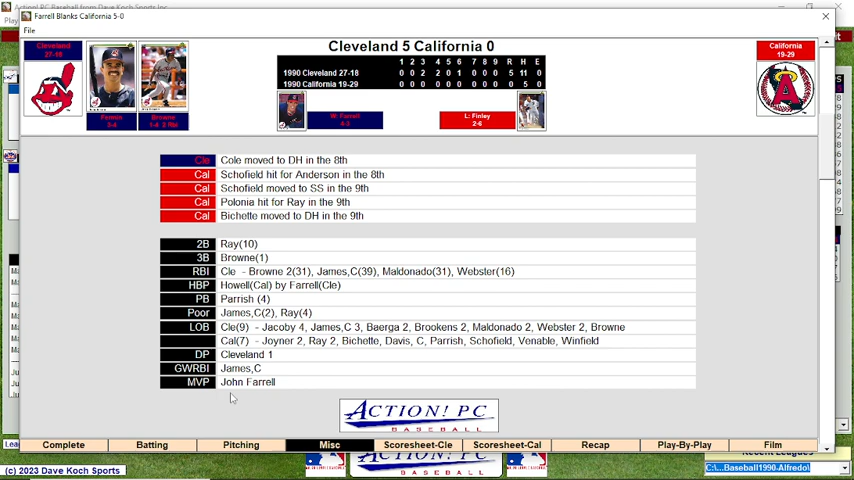 Action! PC Baseball from Dave Koch Sports Inc
Farrell Blanks California 5-0
File
Cleveland 5 California 0
Cleveland
27-18
California
19-29
1 2 3 4 5 6 7 8 9 R H E
1990 Cleveland 27-18 0 0 2 2 0 1 0 0 0 5 11 0
1990 California 19-29 0 0 0 0 0 0 0 0 0 0 5 0
W: Farrell
L: Finley
2-6
Browne
1-4 2 Rbi
Cle Cole moved to DH in the 8th
Cal Schofield hit for Anderson in the 8th
Cal Schofield moved to SS in the 9th
Cal Polonia hit for Ray in the 9th
Cal Bichette moved to DH in the 9th
2B Ray(10)
3B Browne(1)
RBI Cle - Browne 2(31), James,C(39), Maldonado(31), Webster(16)
HBP Howell(Cal) by Farrell(Cle)
PB Parrish (4)
Poor James,C(2), Ray(4)
LOB Cle(9) - Jacoby 4, James,C 3, Baerga 2, Brookens 2, Maldonado 2, Webster 2, Browne
Cal(7) - Joyner 2, Ray 2, Bichette, Davis, C, Parrish, Schofield, Venable, Winfield
DP Cleveland 1
GWRBI James,C
MVP John Farrell
ACTION! PC
BASEBALL
Complete Batting Pitching Misc Scoresheet-Cle Scoresheet-Cal Recap Play-By-Play Film
(c) 2023 Dave Koch Sports
BASEBALL
Recent Leagues
C:\...Baseball1990-Alfredo\